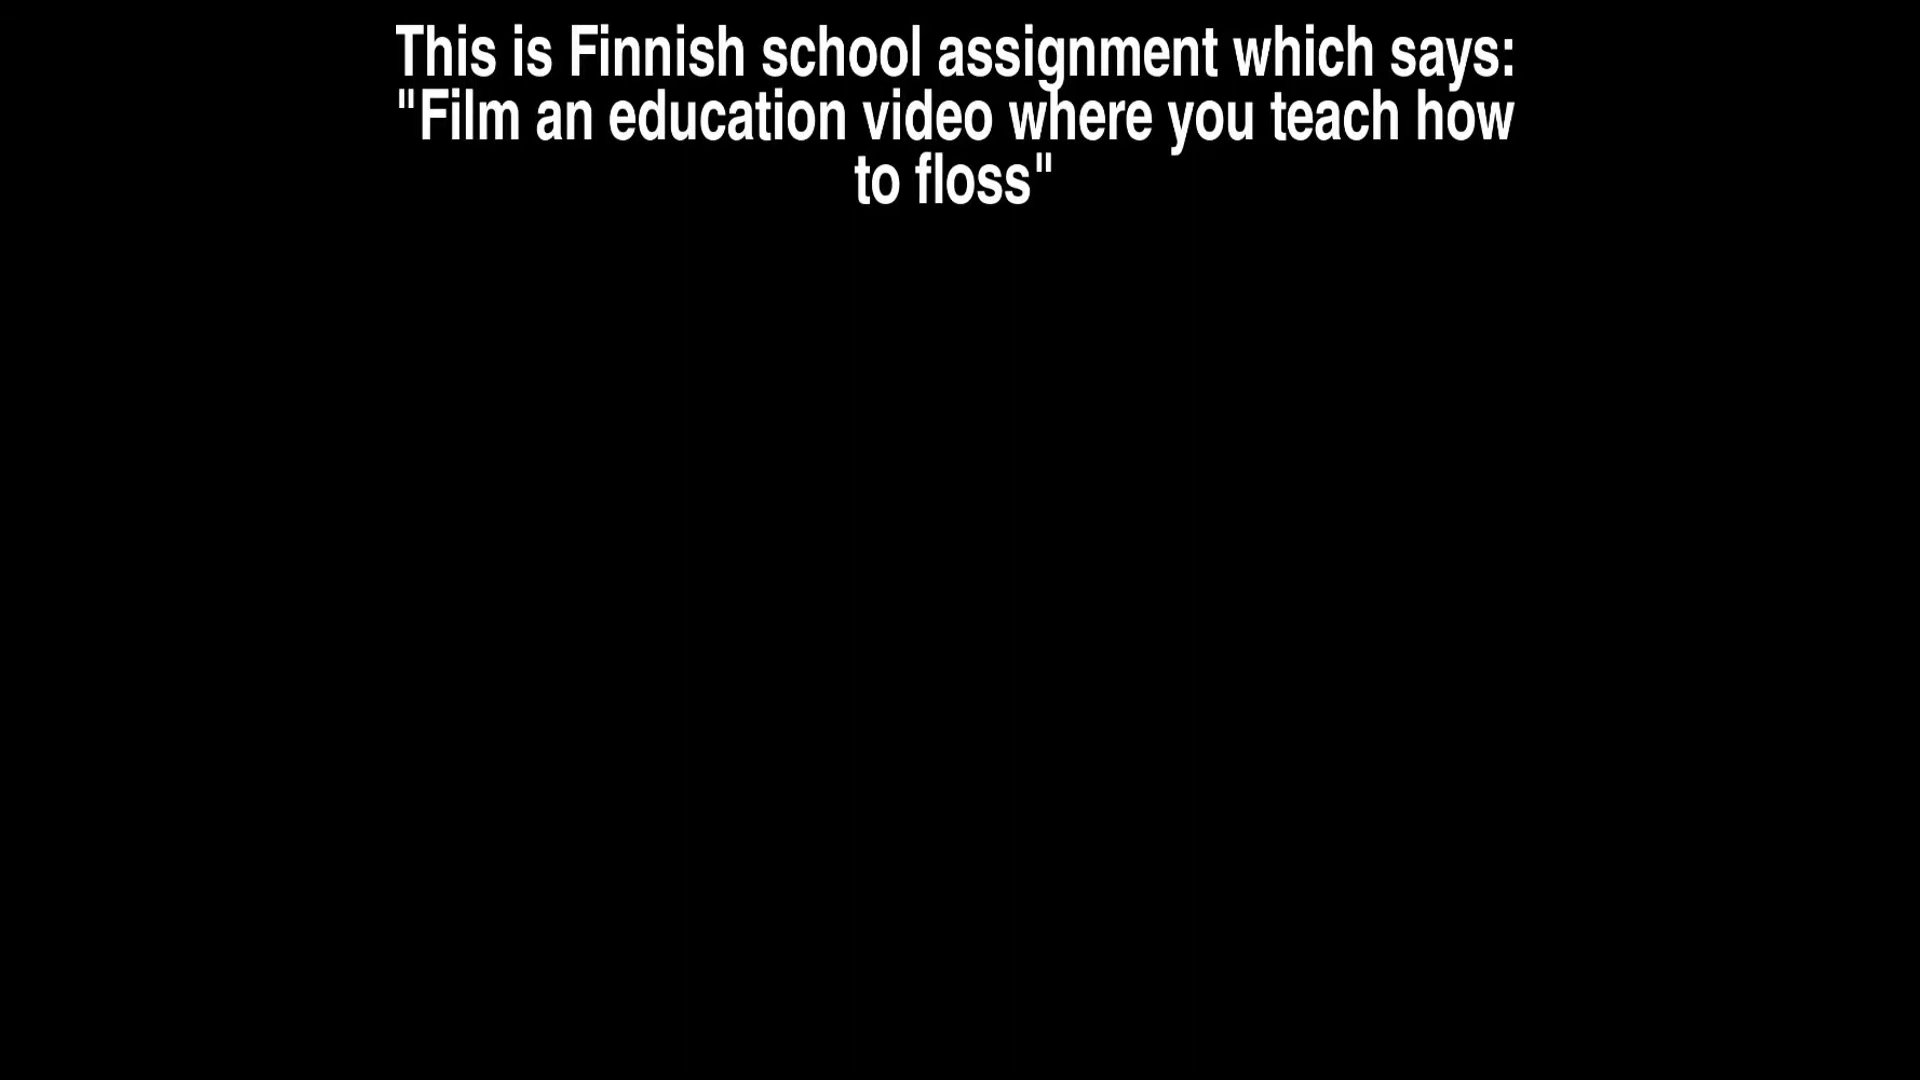 This is Finnish school assignment which says:
"Film an education video where you teach how
to floss"